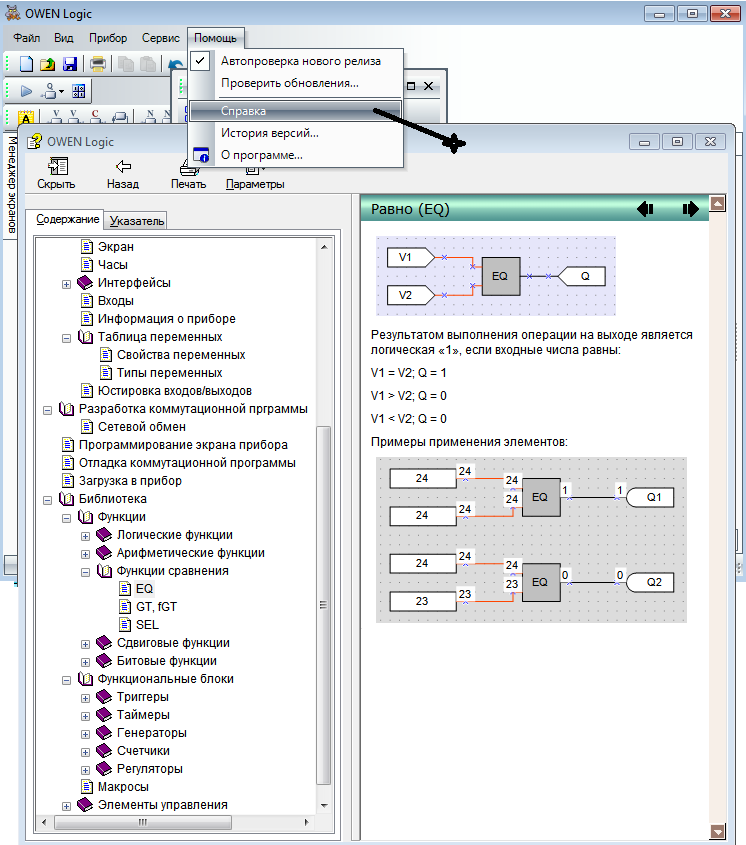 OWEN Logic
Файл Вид Прибор Сервис Помощь
Автопроверка нового релиза
Проверить обновления...
Справка
История версий...
О программе...
A V V C N N
Менеджер экранов
OWEN Logic
Скрыть Назад Печать Параметры
Содержание Указатель
Экран
Часы
Интерфейсы
Входы
Информация о приборе
Таблица переменных
Свойства переменных
Типы переменных
Юстировка входов/выходов
Разработка коммутационной пргораммы
Сетевой обмен
Программирование экрана прибора
Отладка коммутационной программы
Загрузка в прибор
Библиотека
Функции
Логические функции
Арифметические функции
Функции сравнения
EQ
GT, fGT
SEL
Сдвиговые функции
Битовые функции
Функциональные блоки
Триггеры
Таймеры
Генераторы
Счетчики
Регуляторы
Макросы
Элементы управления
Равно (EQ)
V1
EQ Q
V2
Результатом выполнения операции на выходе является
логическая «1», если входные числа равны:
V1 = V2; Q = 1
V1 > V2; Q = 0
V1 < V2; Q = 0
Примеры применения элементов:
24 24 24
EQ 1 1 Q1
24 24 24
24 24 24
EQ 0 0 Q2
23 23 23